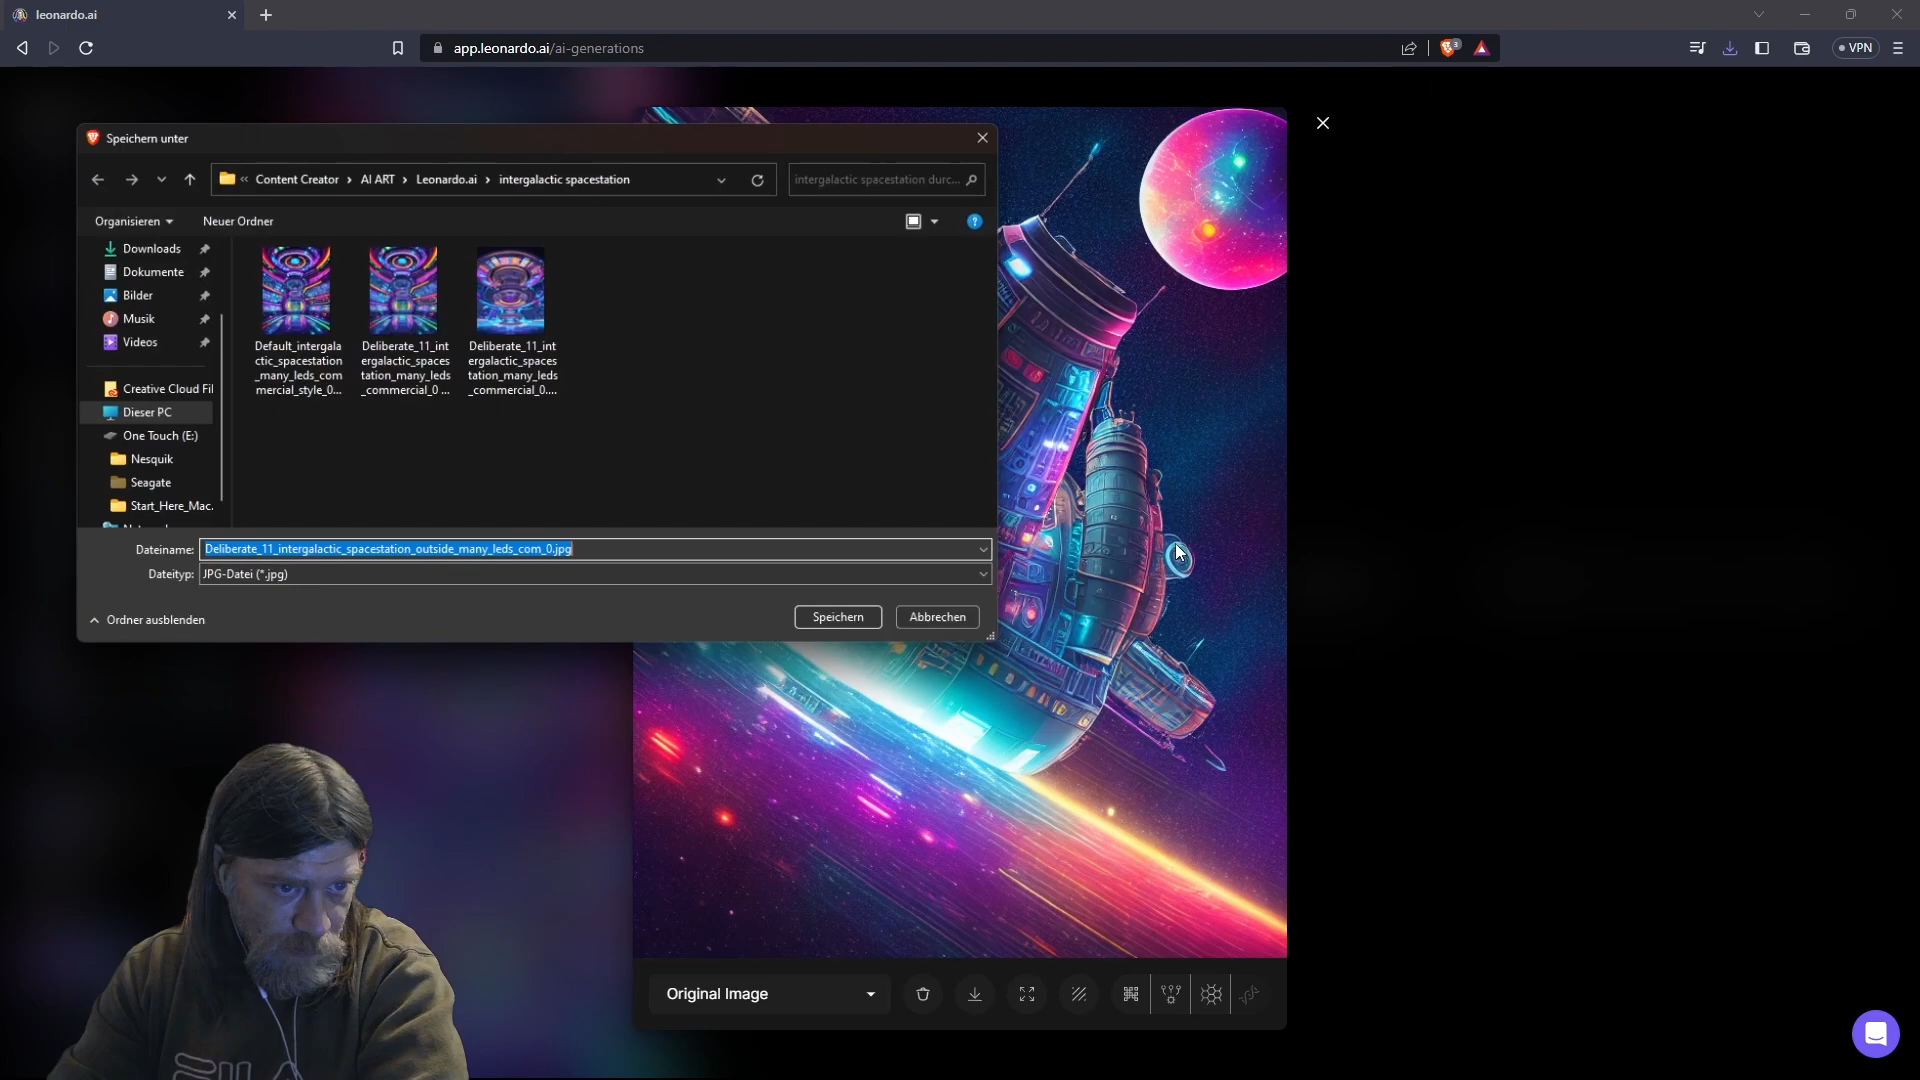 leonardo.ai
app.leonardo.ai/ai-generations
3
VPN
Speichern unter
« Content Creator › AI ART › Leonardo.ai › intergalactic spacestation
intergalactic spacestation durc...
Organisieren
Neuer Ordner
Downloads
Dokumente
Bilder
Musik
Videos
Creative Cloud Fil
Dieser PC
One Touch (E:)
Nesquik
Seagate
Start_Here_Mac.
Default_intergala
ctic_spacestation
_many_leds_com
mercial_style_0...
Deliberate_11_int
ergalactic_spaces
tation_many_leds
_commercial_0 ...
Deliberate_11_int
ergalactic_spaces
tation_many_leds
_commercial_0....
Dateiname: Deliberate_11_intergalactic_spacestation_outside_many_leds_com_0.jpg
Dateityp: JPG-Datei (*.jpg)
Ordner ausblenden
Speichern
Abbrechen
Original Image